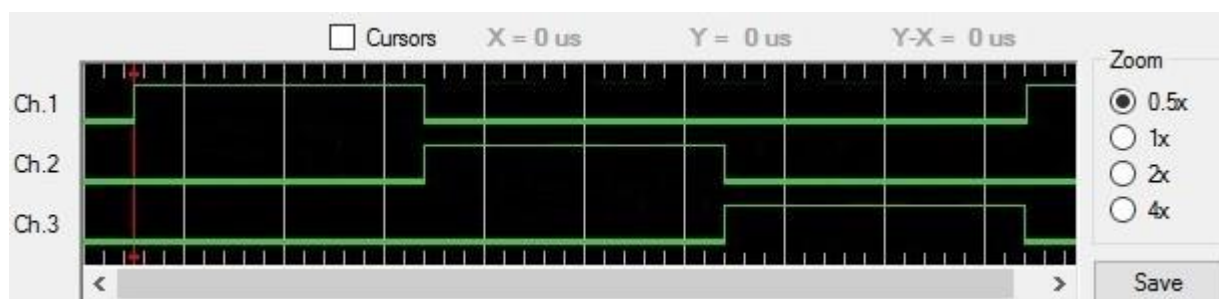 Cursors X = 0 us Y = 0 us Y-X = 0 us
Zoom
Ch.1
0.5x
1x
Ch.2
2x
Ch.3
4x
Save